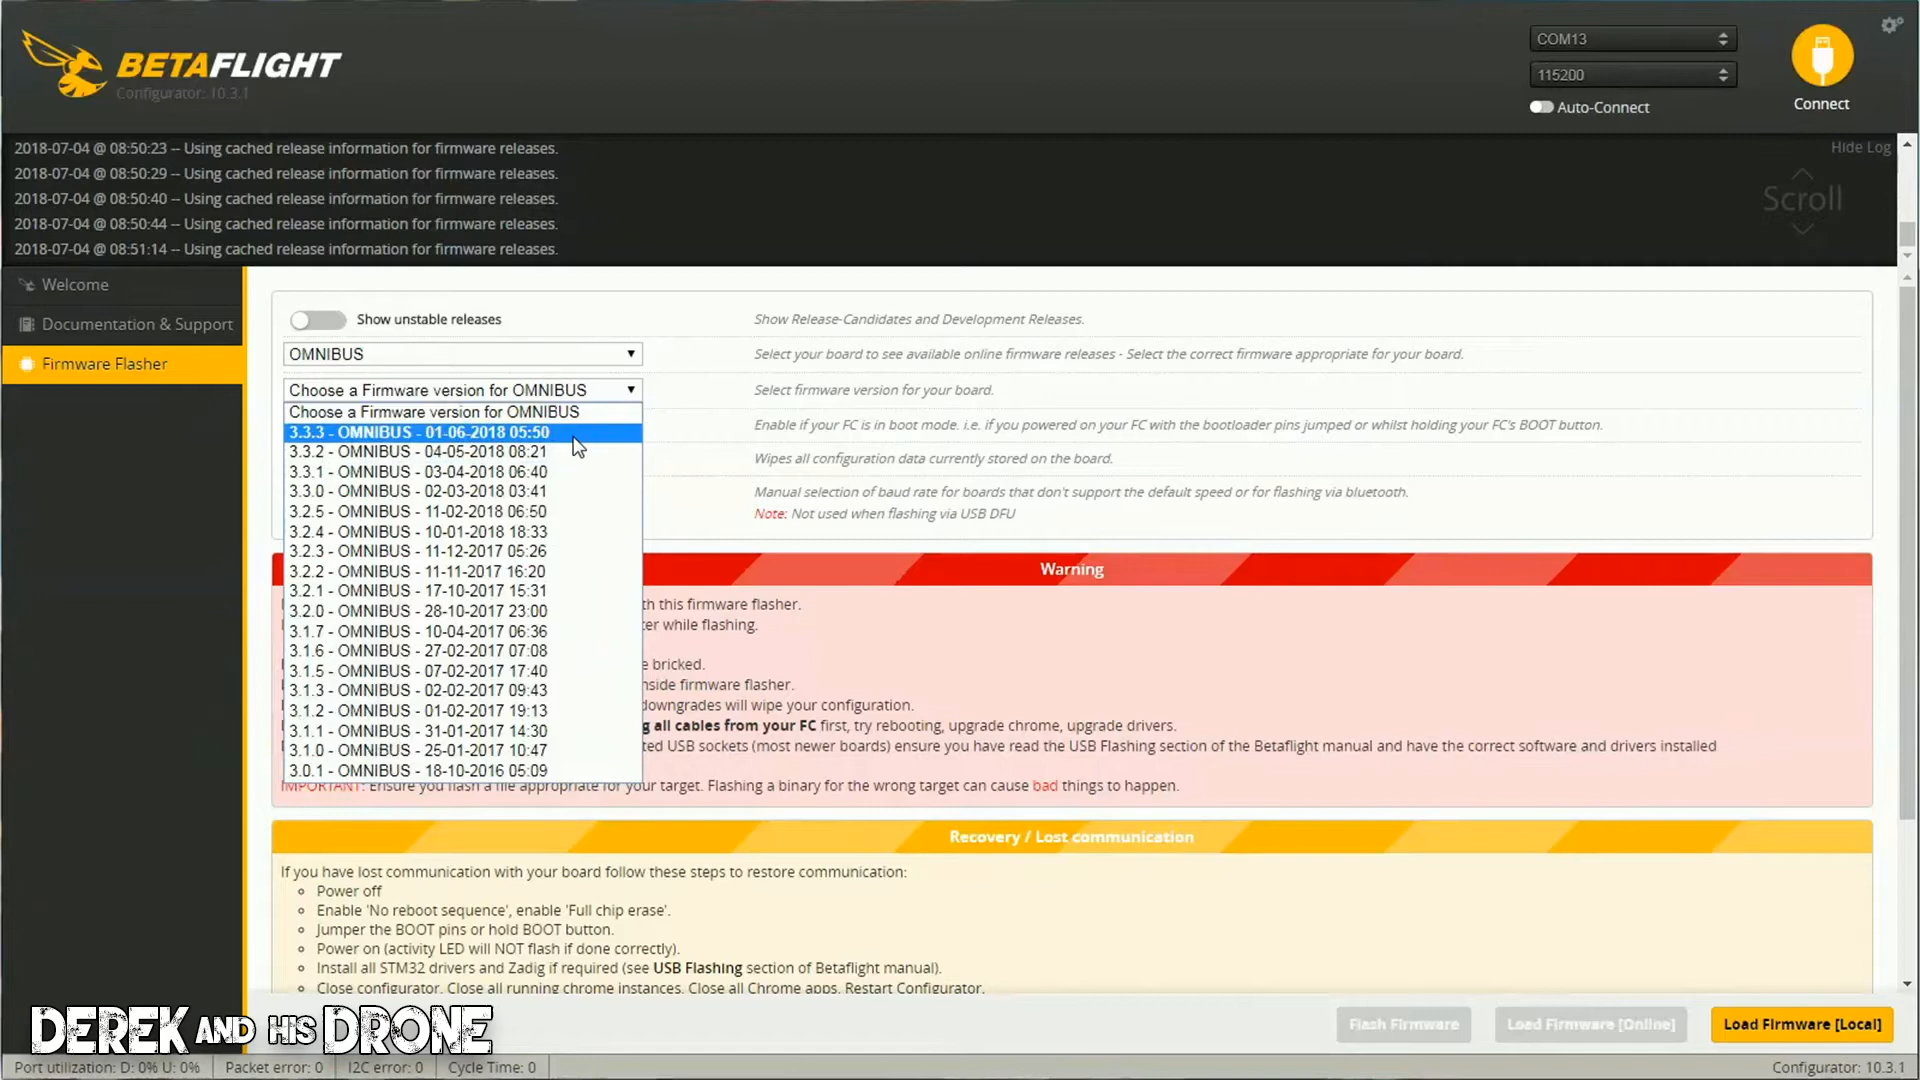 BETAFLIGHT
Configurator: 10.3.1
COM13
115200
Auto-Connect
Connect
2018-07-04 @ 08:50:23 -- Using cached release information for firmware releases.
2018-07-04 @ 08:50:29 -- Using cached release information for firmware releases.
2018-07-04 @ 08:50:40 -- Using cached release information for firmware releases.
2018-07-04 @ 08:50:44 -- Using cached release information for firmware releases.
2018-07-04 @ 08:51:14 -- Using cached release information for firmware releases.
Hide Log
Scroll
Welcome
Documentation & Support
Firmware Flasher
Show unstable releases
Show Release-Candidates and Development Releases.
OMNIBUS
Select your board to see available online firmware releases - Select the correct firmware appropriate for your board.
Choose a Firmware version for OMNIBUS
Select firmware version for your board.
Choose a Firmware version for OMNIBUS
3.3.3 - OMNIBUS - 01-06-2018 05:50
3.3.2 - OMNIBUS - 04-05-2018 08:21
3.3.1 - OMNIBUS - 03-04-2018 06:40
3.3.0 - OMNIBUS - 02-03-2018 03:41
3.2.5 - OMNIBUS - 11-02-2018 06:50
3.2.4 - OMNIBUS - 10-01-2018 18:33
3.2.3 - OMNIBUS - 11-12-2017 05:26
3.2.2 - OMNIBUS - 11-11-2017 16:20
3.2.1 - OMNIBUS - 17-10-2017 15:31
3.2.0 - OMNIBUS - 28-10-2017 23:00
3.1.7 - OMNIBUS - 10-04-2017 06:36
3.1.6 - OMNIBUS - 27-02-2017 07:08
3.1.5 - OMNIBUS - 07-02-2017 17:40
3.1.3 - OMNIBUS - 02-02-2017 09:43
3.1.2 - OMNIBUS - 01-02-2017 19:13
3.1.1 - OMNIBUS - 31-01-2017 14:30
3.1.0 - OMNIBUS - 25-01-2017 10:47
3.0.1 - OMNIBUS - 18-10-2016 05:09
Enable if your FC is in boot mode. i.e. if you powered on your FC with the bootloader pins jumped or whilst holding your FC's BOOT button.
Wipes all configuration data currently stored on the board.
Manual selection of baud rate for boards that don't support the default speed or for flashing via bluetooth.
Note: Not used when flashing via USB DFU
Warning
th this firmware flasher.
er while flashing.
e bricked.
nside firmware flasher.
downgrades will wipe your configuration.
g all cables from your FC first, try rebooting, upgrade chrome, upgrade drivers.
ted USB sockets (most newer boards) ensure you have read the USB Flashing section of the Betaflight manual and have the correct software and drivers installed
IMPORTANT: Ensure you flash a file appropriate for your target. Flashing a binary for the wrong target can cause bad things to happen.
Recovery / Lost communication
If you have lost communication with your board follow these steps to restore communication:
Power off
Enable 'No reboot sequence', enable 'Full chip erase'.
Jumper the BOOT pins or hold BOOT button.
Power on (activity LED will NOT flash if done correctly).
Install all STM32 drivers and Zadig if required (see USB Flashing section of Betaflight manual).
Close configurator. Close all running chrome instances. Close all Chrome apps. Restart Configurator.
DEREK AND HIS DRONE
Flash Firmware
Load Firmware [Online]
Load Firmware [Local]
Port utilization: D: 0% U: 0%
Packet error: 0
I2C error: 0
Cycle Time: 0
Configurator: 10.3.1